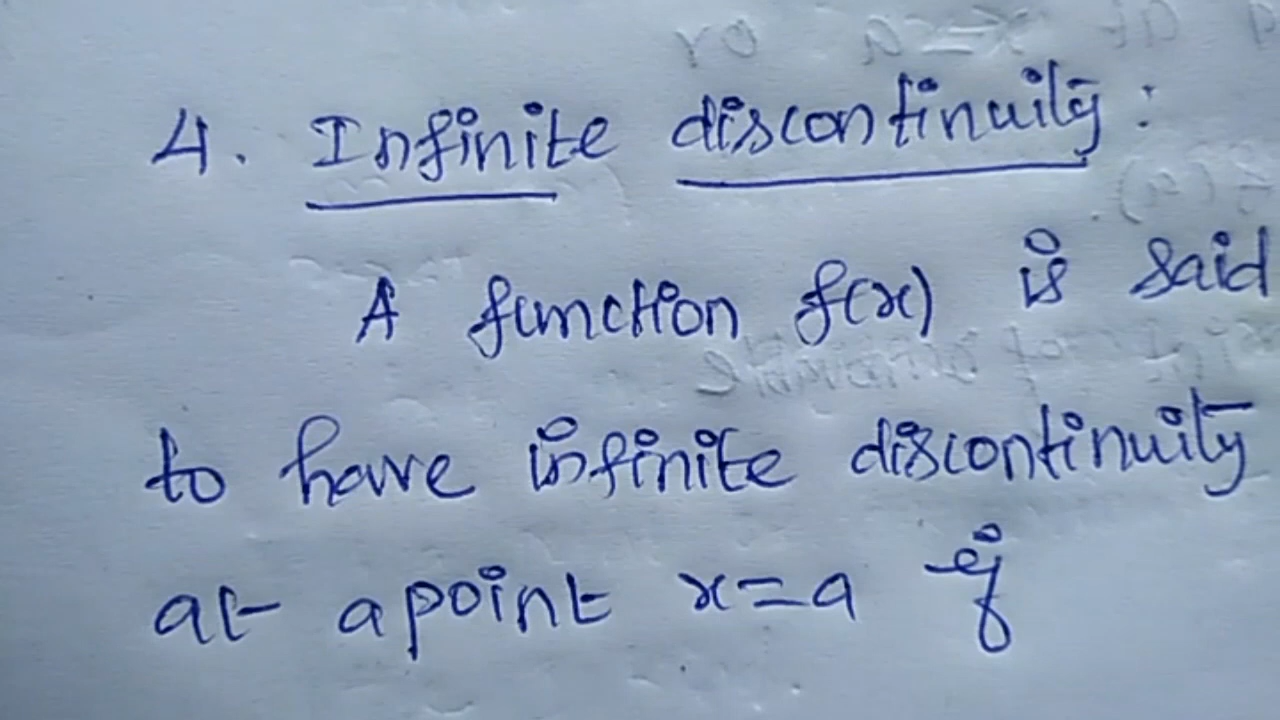 4. Infinite discontinuity:
A function f(x) is said
to have infinite discontinuity
at a point x=a if